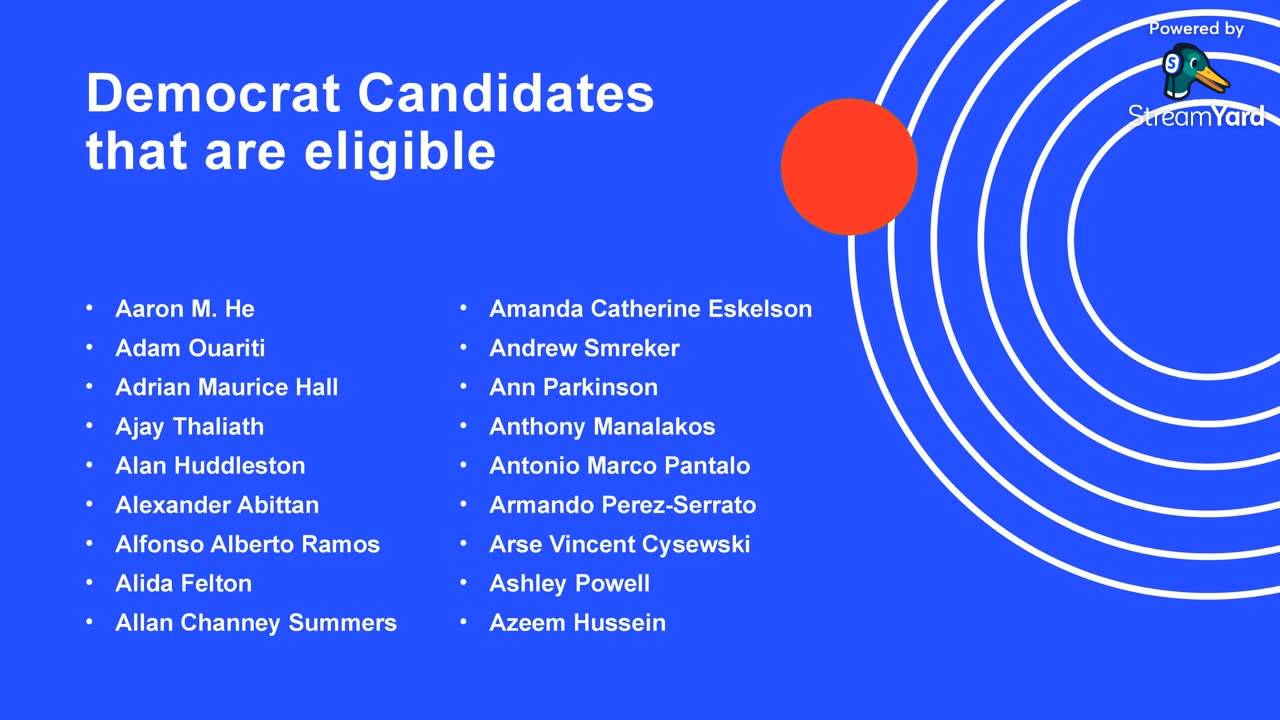 Powered by
StreamYard
Democrat Candidates
that are eligible
Aaron M. He
Adam Ouariti
Adrian Maurice Hall
Ajay Thaliath
Alan Huddleston
Alexander Abittan
Alfonso Alberto Ramos
Alida Felton
Allan Channey Summers
Amanda Catherine Eskelson
Andrew Smreker
Ann Parkinson
Anthony Manalakos
Antonio Marco Pantalo
Armando Perez-Serrato
Arse Vincent Cysewski
Ashley Powell
Azeem Hussein